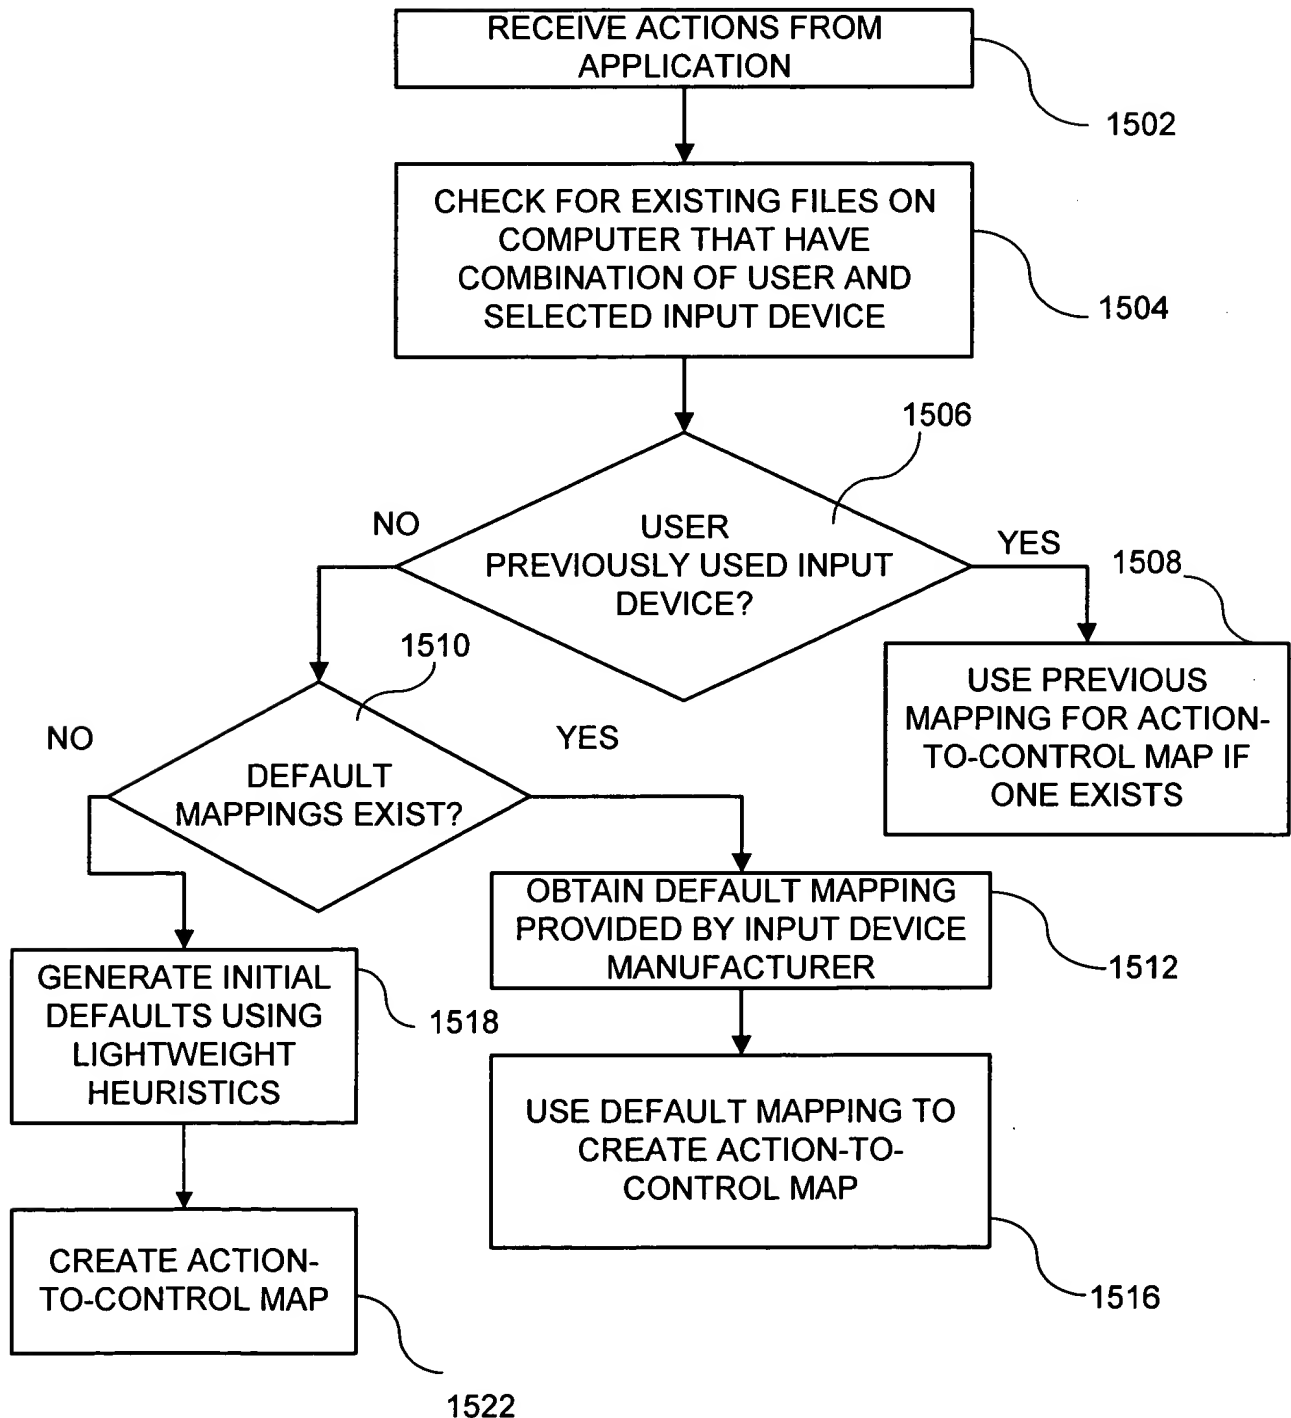 RECEIVE ACTIONS FROM
APPLICATION
1502
CHECK FOR EXISTING FILES ON
COMPUTER THAT HAVE
COMBINATION OF USER AND
SELECTED INPUT DEVICE
1504
1506
NO
USER
PREVIOUSLY USED INPUT
DEVICE?
YES
1508
USE PREVIOUS
MAPPING FOR ACTION-
TO-CONTROL MAP IF
ONE EXISTS
1510
NO
YES
DEFAULT
MAPPINGS EXIST?
OBTAIN DEFAULT MAPPING
PROVIDED BY INPUT DEVICE
MANUFACTURER
1512
GENERATE INITIAL
DEFAULTS USING
LIGHTWEIGHT
HEURISTICS
1518
USE DEFAULT MAPPING TO
CREATE ACTION-TO-
CONTROL MAP
1516
CREATE ACTION-
TO-CONTROL MAP
1522